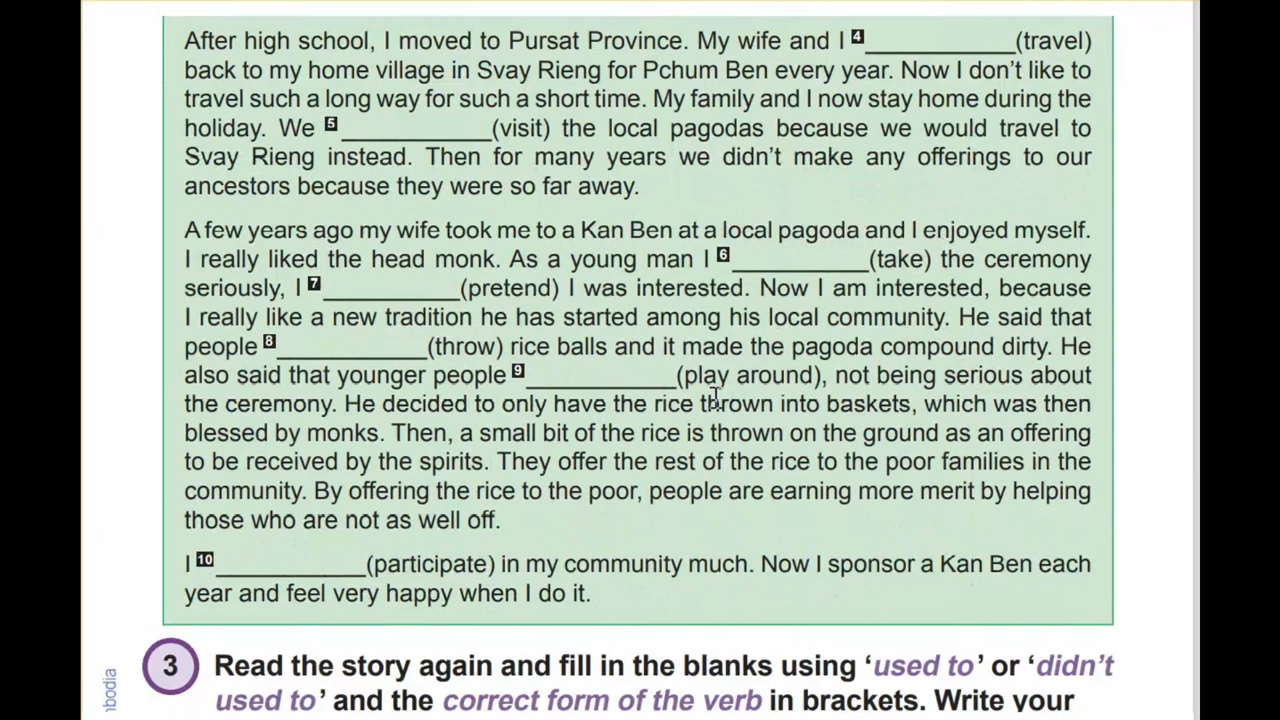 After high school, I moved to Pursat Province. My wife and I 4 ___________(travel)
back to my home village in Svay Rieng for Pchum Ben every year. Now I don't like to
travel such a long way for such a short time. My family and I now stay home during the
holiday. We 5 ___________(visit) the local pagodas because we would travel to
Svay Rieng instead. Then for many years we didn't make any offerings to our
ancestors because they were so far away.
A few years ago my wife took me to a Kan Ben at a local pagoda and I enjoyed myself.
I really liked the head monk. As a young man I 6 __________(take) the ceremony
seriously, I 7 __________(pretend) I was interested. Now I am interested, because
I really like a new tradition he has started among his local community. He said that
people 8 ___________(throw) rice balls and it made the pagoda compound dirty. He
also said that younger people 9 ___________(play around), not being serious about
the ceremony. He decided to only have the rice thrown into baskets, which was then
blessed by monks. Then, a small bit of the rice is thrown on the ground as an offering
to be received by the spirits. They offer the rest of the rice to the poor families in the
community. By offering the rice to the poor, people are earning more merit by helping
those who are not as well off.
I 10 ___________(participate) in my community much. Now I sponsor a Kan Ben each
year and feel very happy when I do it.
3 Read the story again and fill in the blanks using 'used to' or 'didn't
used to' and the correct form of the verb in brackets. Write your